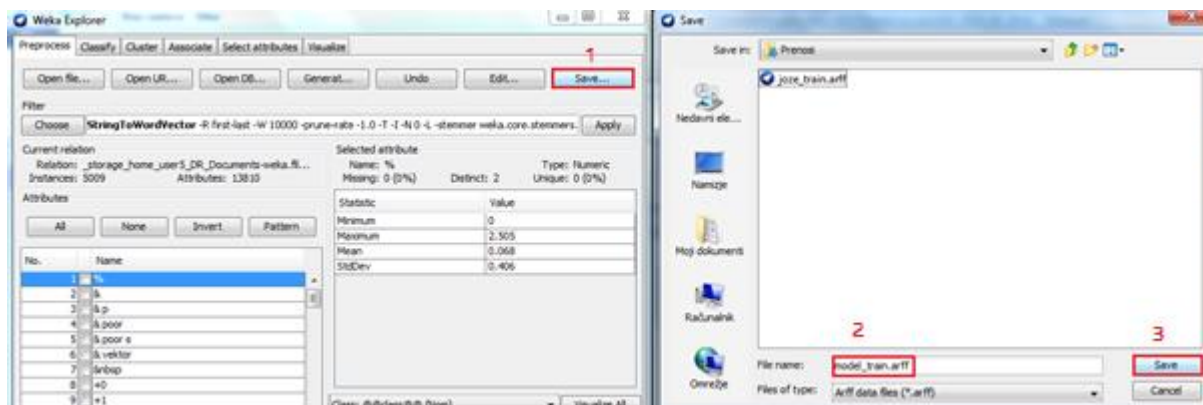 Weka Explorer
Preprocess Classify Cluster Associate Select attributes Visualize
1
Open file... Open UR... Open DB... Generat... Undo Edit... Save...
Filter
Choose StringToWordVector -R first-last -W 10000 -prune-rate -1.0 -T -I -N 0 -L -stemmer weka.core.stemmers. Apply
Current relation
Relation: _storage_home_user5_DR_Documents-weka.fil...
Instances: 5009 Attributes: 13810
Attributes
All None Invert Pattern
No. Name
1 %
2 &
3 & p
4 & poor
5 & poor s
6 & vektor
7 &nbsp
8 +0
9 +1
Selected attribute
Name: % Type: Numeric
Missing: 0 (0%) Distinct: 2 Unique: 0 (0%)
Statistic Value
Minimum 0
Maximum 2.505
Mean 0.068
StdDev 0.406
Visualize All
Save
Save in: Prenosi
joze_train.arff
Nedavni ele...
Namizje
Moji dokumenti
Računalnik
Omrežje
2
3
File name: model_train.arff Save
Files of type: Arff data files (*.arff) Cancel